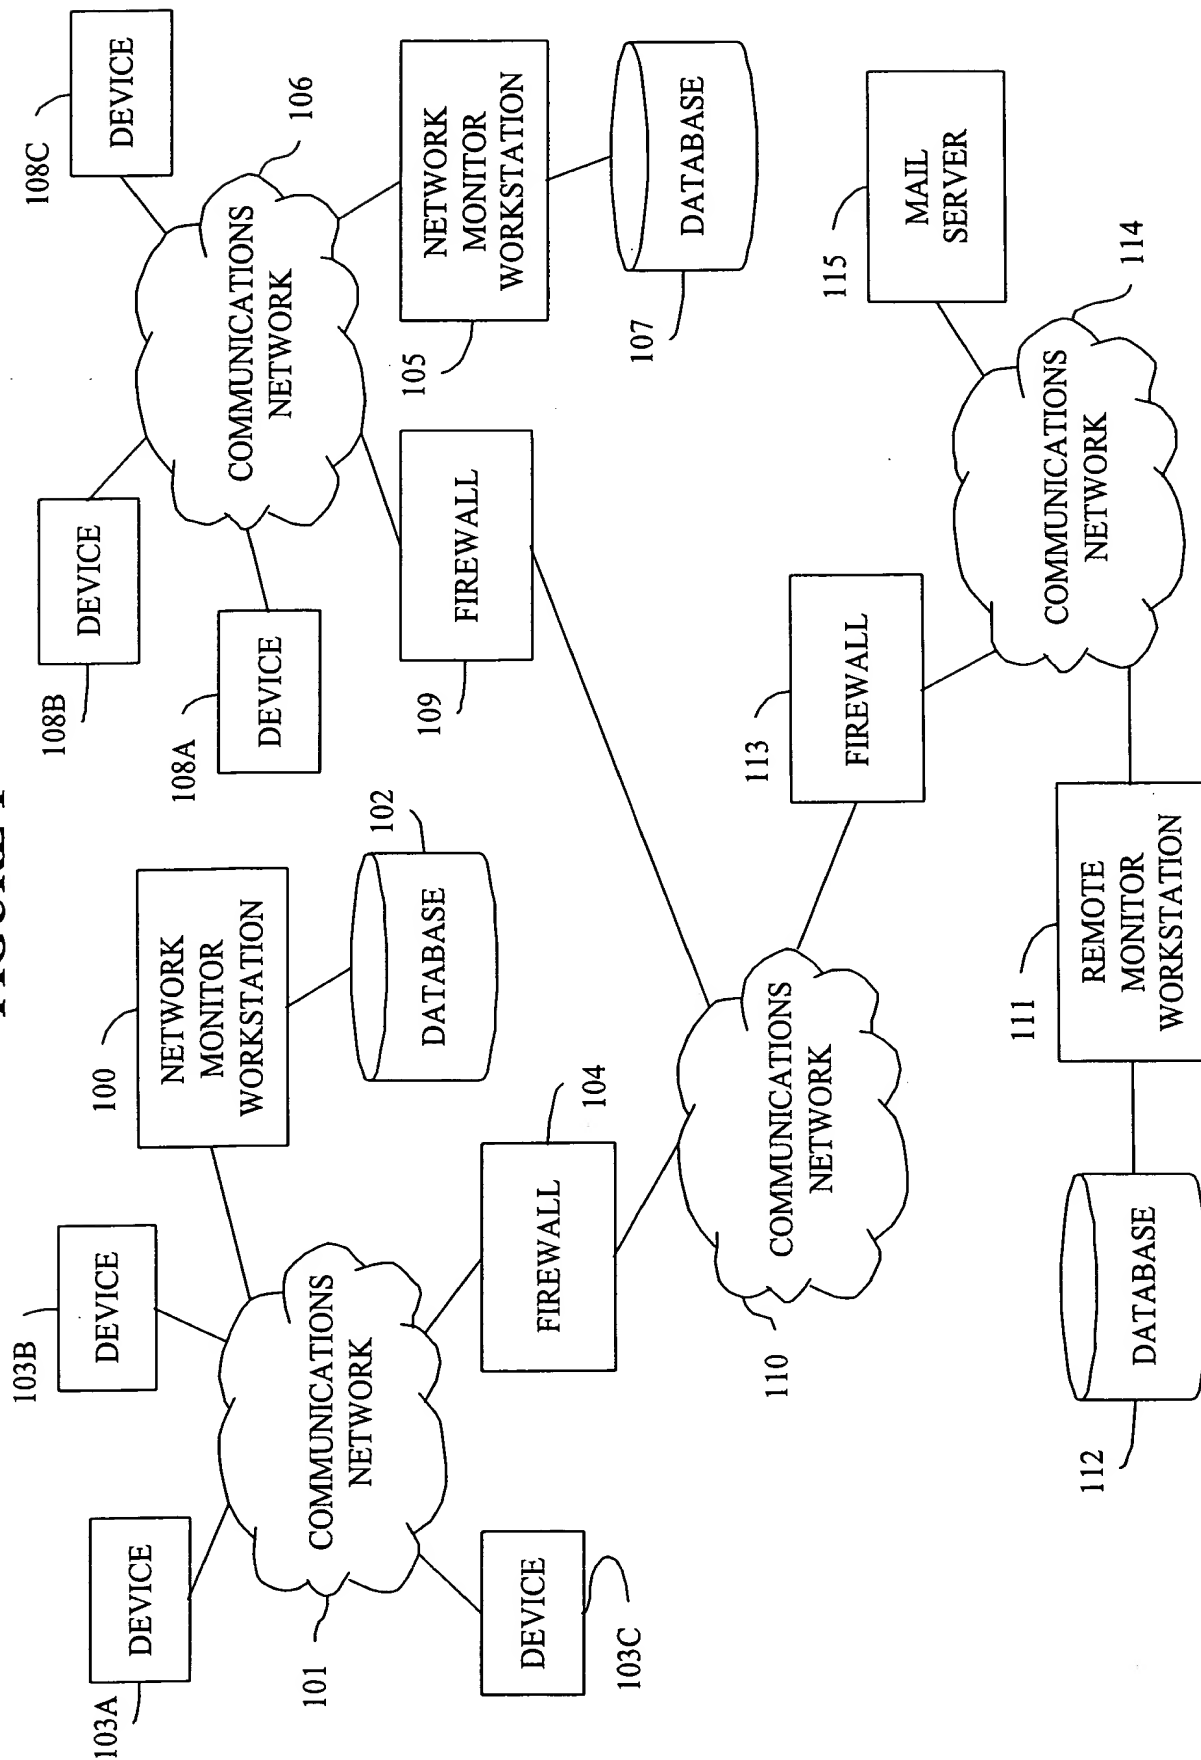 FIGURE 1
103A
DEVICE
103B
DEVICE
100
NETWORK
MONITOR
WORKSTATION
108B
DEVICE
108C
DEVICE
108A
DEVICE
101
COMMUNICATIONS
NETWORK
102
DATABASE
COMMUNICATIONS
NETWORK
106
103C
DEVICE
FIREWALL
104
109
FIREWALL
105
NETWORK
MONITOR
WORKSTATION
107
DATABASE
110
COMMUNICATIONS
NETWORK
113
FIREWALL
115
MAIL
SERVER
112
DATABASE
111
REMOTE
MONITOR
WORKSTATION
COMMUNICATIONS
NETWORK
114